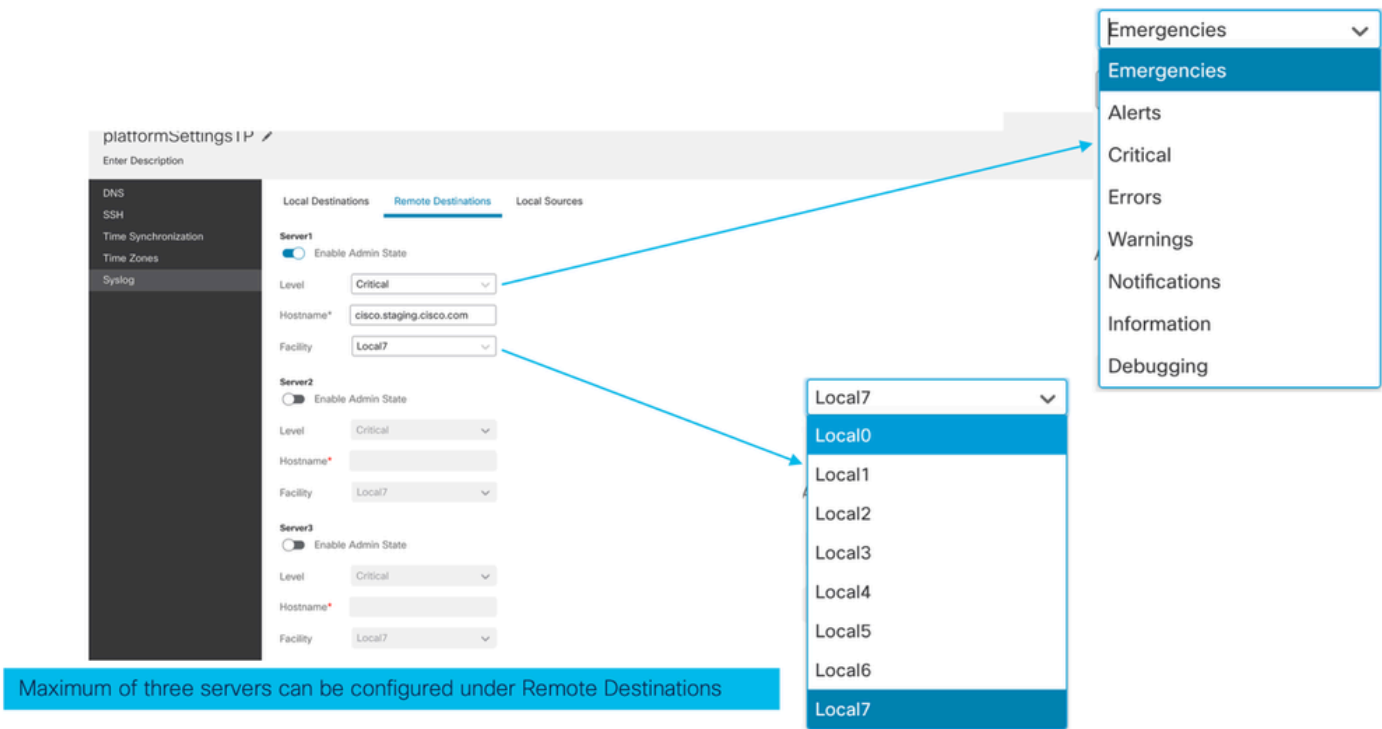 platformSettingsTP
Enter Description
DNS
SSH
Time Synchronization
Time Zones
Syslog
Local Destinations Remote Destinations Local Sources
Server1
Enable Admin State
Level Critical
Hostname* cisco.staging.cisco.com
Facility Local7
Server2
Enable Admin State
Level Critical
Hostname*
Facility Local7
Server3
Enable Admin State
Level Critical
Hostname*
Facility Local7
Emergencies
Emergencies
Alerts
Critical
Errors
Warnings
Notifications
Information
Debugging
Local7
Local0
Local1
Local2
Local3
Local4
Local5
Local6
Local7
Maximum of three servers can be configured under Remote Destinations